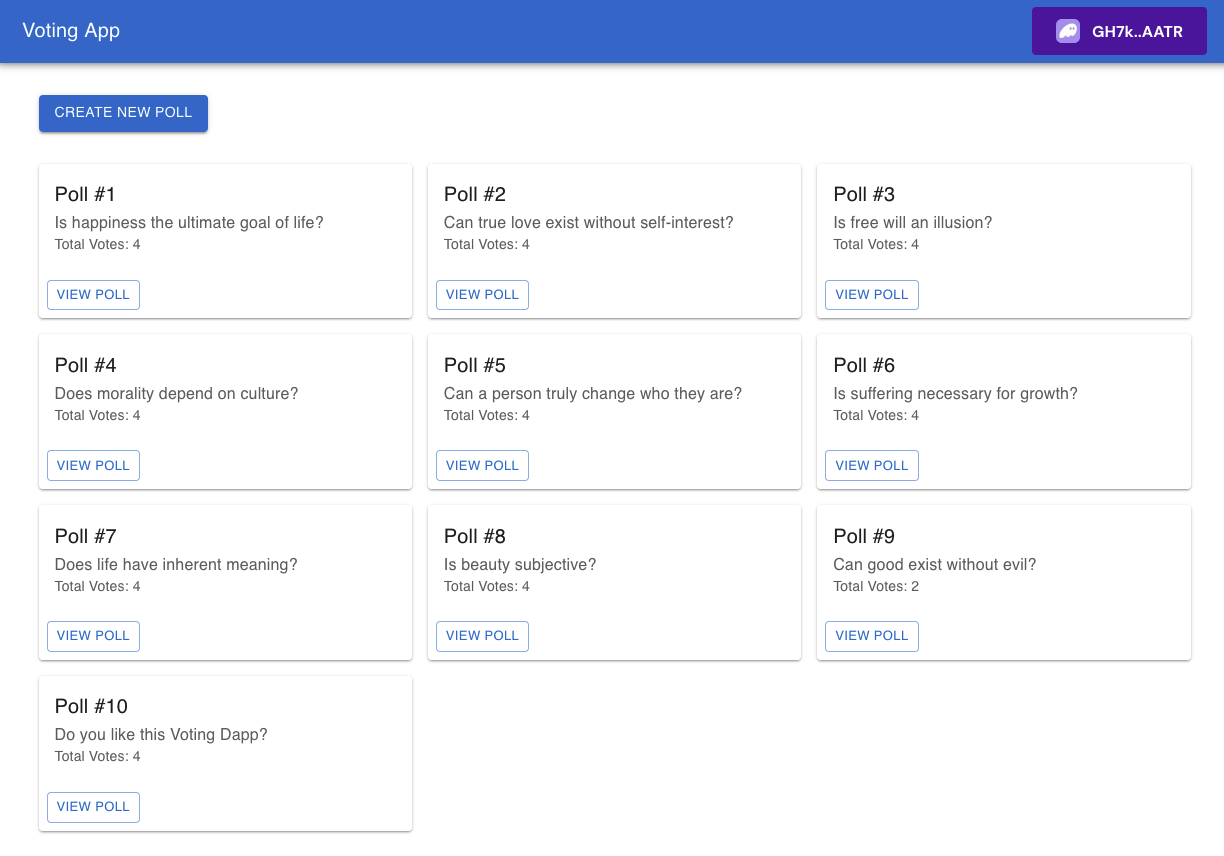 Voting App
GH7k..AATR
CREATE NEW POLL
Poll #1
Is happiness the ultimate goal of life?
Total Votes: 4
VIEW POLL
Poll #2
Can true love exist without self-interest?
Total Votes: 4
VIEW POLL
Poll #3
Is free will an illusion?
Total Votes: 4
VIEW POLL
Poll #4
Does morality depend on culture?
Total Votes: 4
VIEW POLL
Poll #5
Can a person truly change who they are?
Total Votes: 4
VIEW POLL
Poll #6
Is suffering necessary for growth?
Total Votes: 4
VIEW POLL
Poll #7
Does life have inherent meaning?
Total Votes: 4
VIEW POLL
Poll #8
Is beauty subjective?
Total Votes: 4
VIEW POLL
Poll #9
Can good exist without evil?
Total Votes: 2
VIEW POLL
Poll #10
Do you like this Voting Dapp?
Total Votes: 4
VIEW POLL